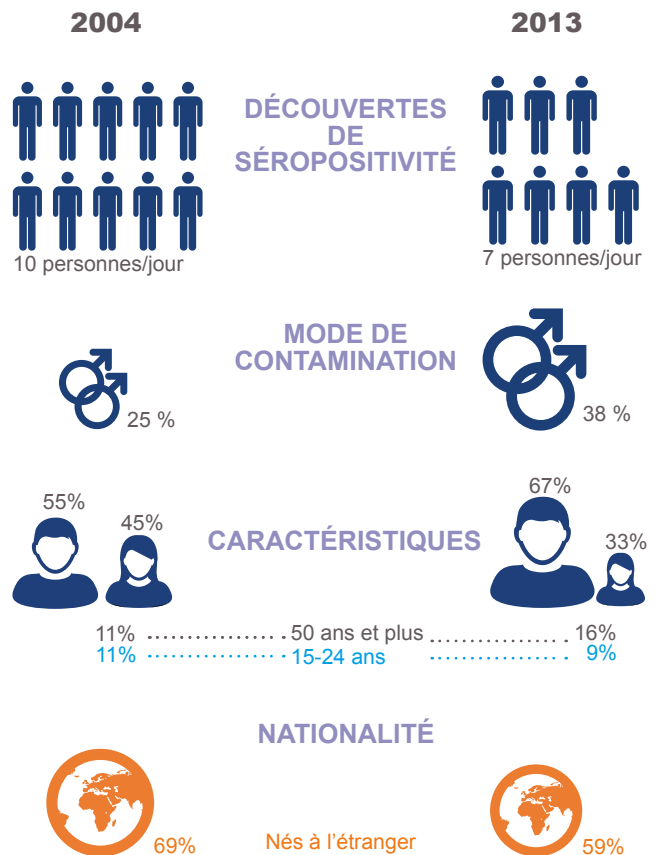 2004 2013
DÉCOUVERTES
DE
SÉROPOSITIVITÉ
10 personnes/jour 7 personnes/jour
MODE DE
CONTAMINATION
25 % 38 %
55% 45% 67% 33%
CARACTÉRISTIQUES
11% 50 ans et plus 16%
11% 15-24 ans 9%
NATIONALITÉ
69% Nés à l'étranger 59%